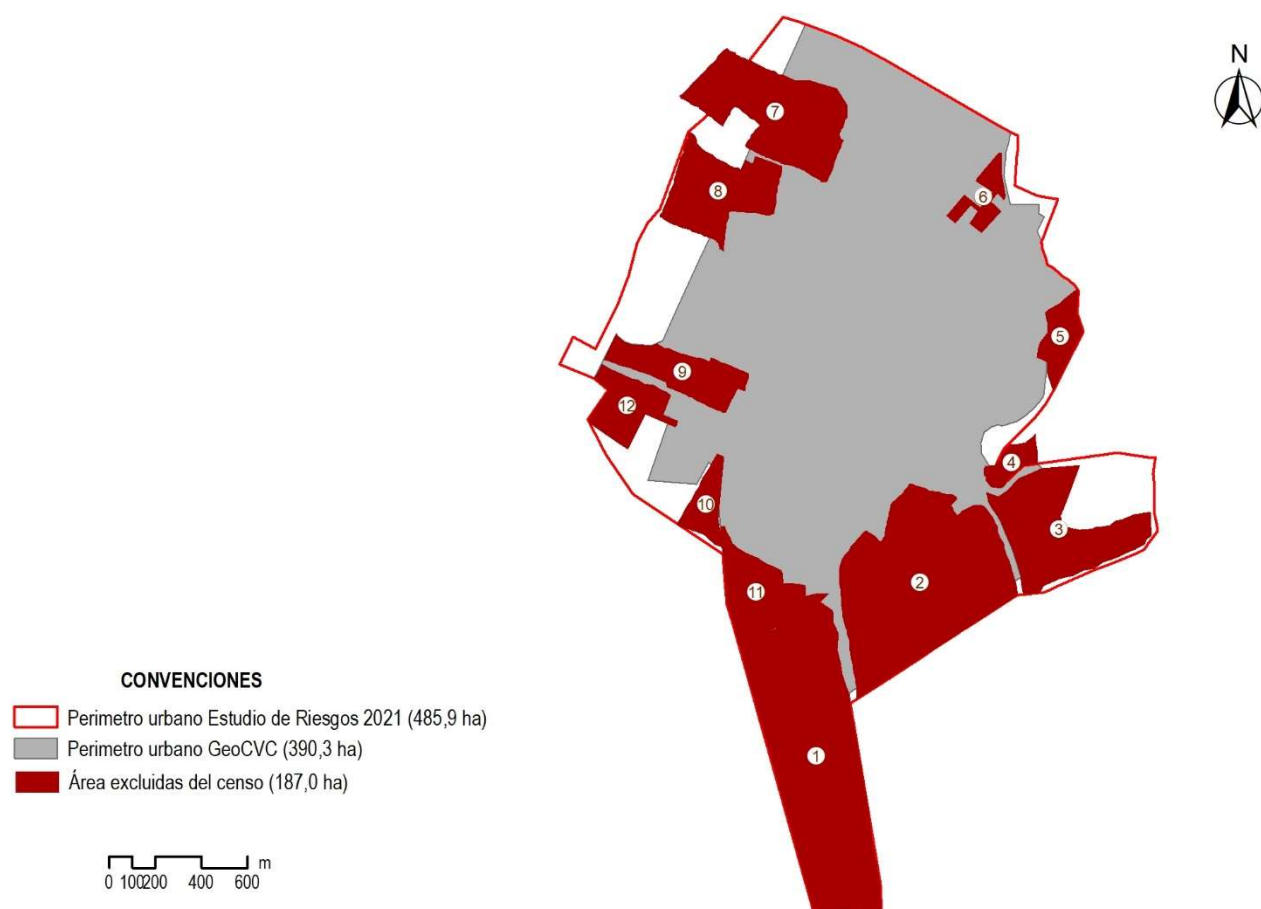 N
7
8
6
5
9
12
4
10
3
2
11
1
CONVENCIONES
Perimetro urbano Estudio de Riesgos 2021 (485,9 ha)
Perimetro urbano GeoCVC (390,3 ha)
Área excluidas del censo (187,0 ha)
m
0 100200 400 600